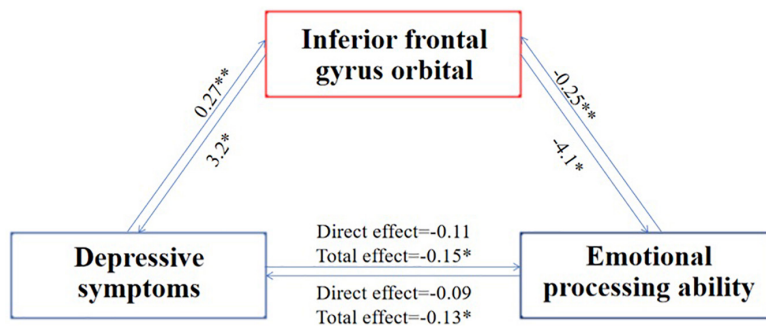 Inferior frontal
gyrus orbital
0.27**
3.2*
-0.25**
-4.1*
Depressive
symptoms
Direct effect=-0.11
Total effect=-0.15*
Direct effect=-0.09
Total effect=-0.13*
Emotional
processing ability